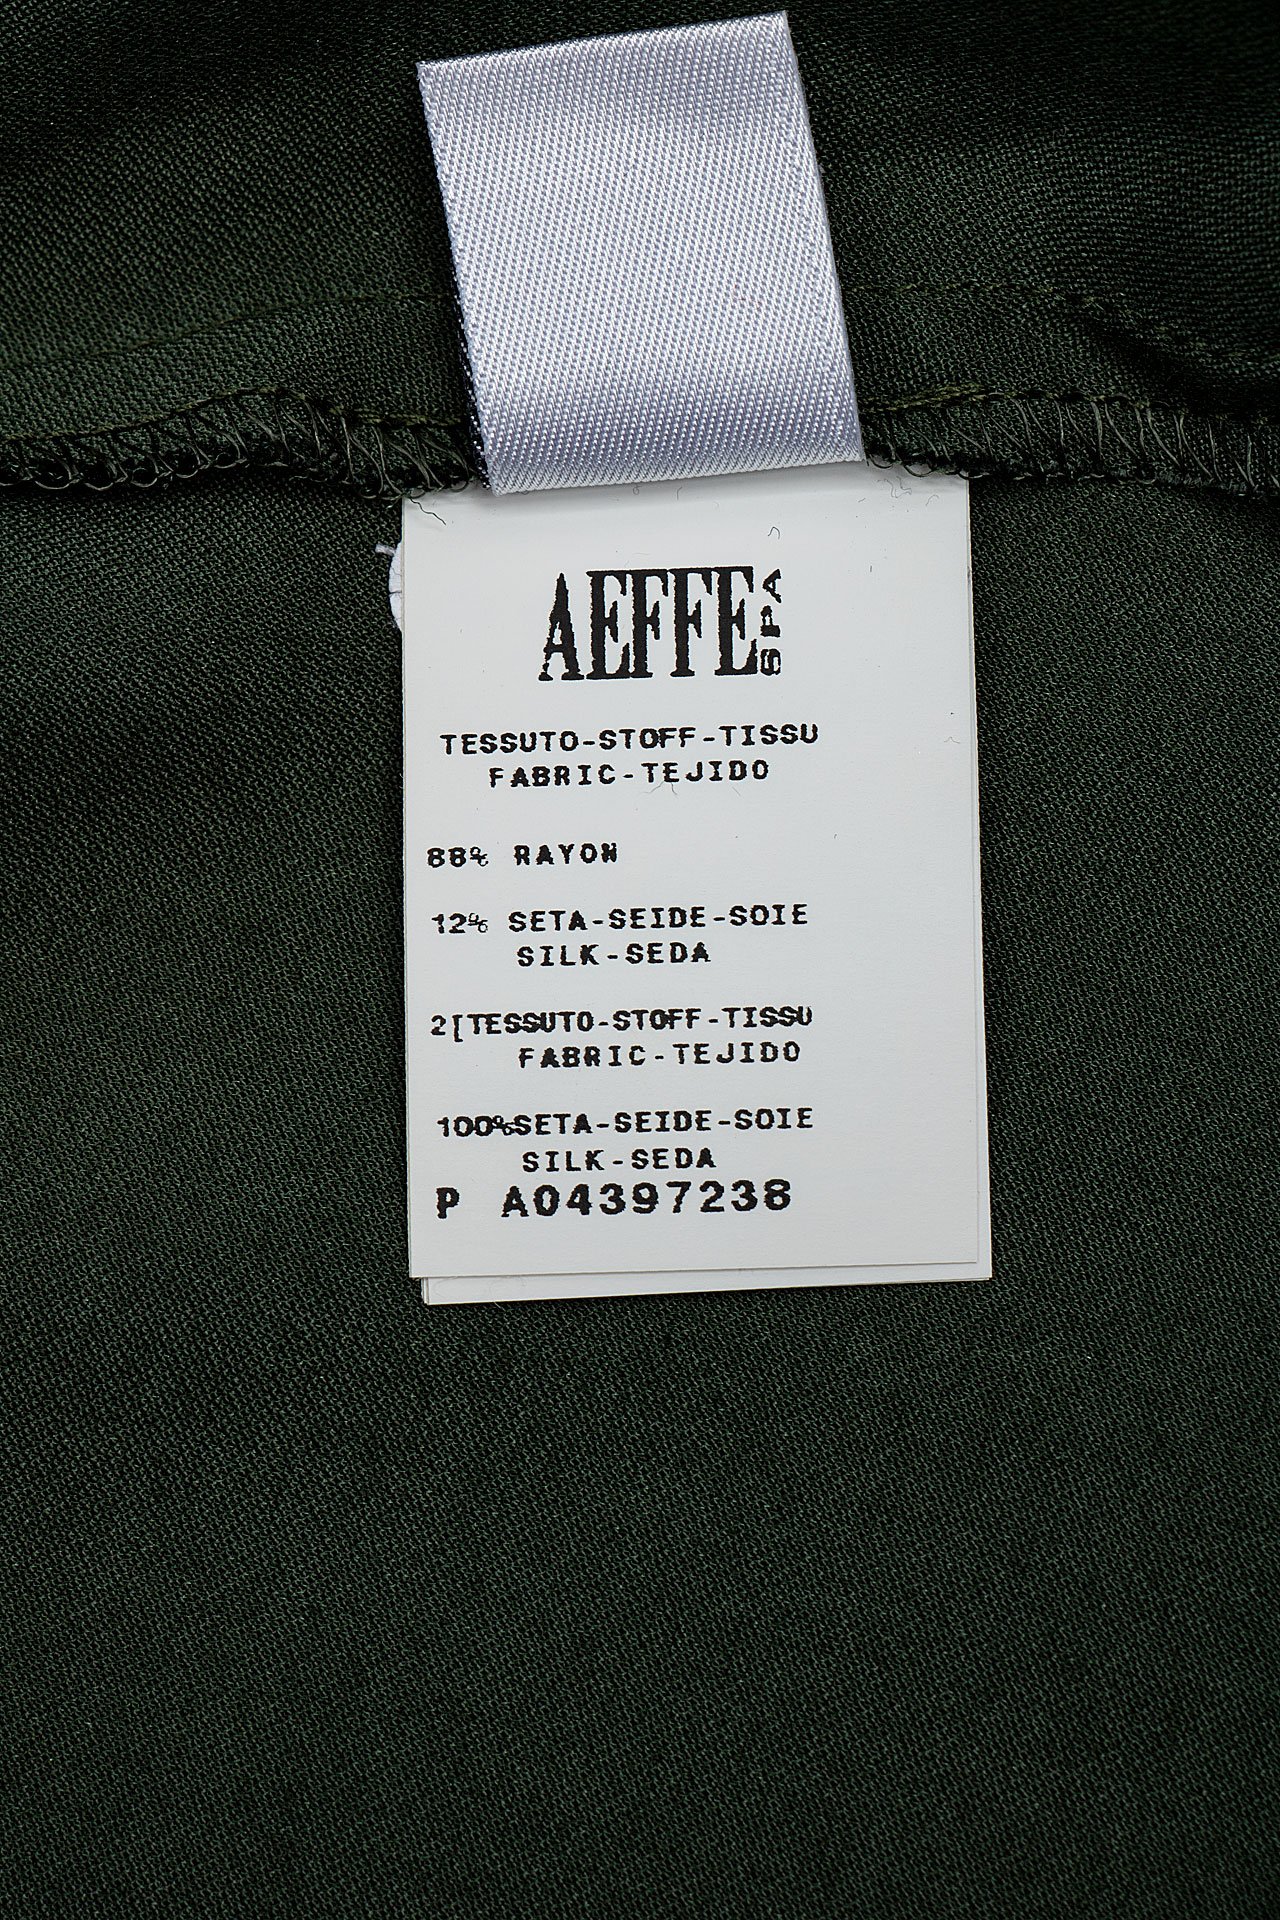 AEFFE SPA
TESSUTO-STOFF-TISSU
FABRIC-TEJIDO
88% RAYON
12% SETA-SEIDE-SOIE
SILK-SEDA
2[TESSUTO-STOFF-TISSU
FABRIC-TEJIDO
100%SETA-SEIDE-SOIE
SILK-SEDA
P A04397238